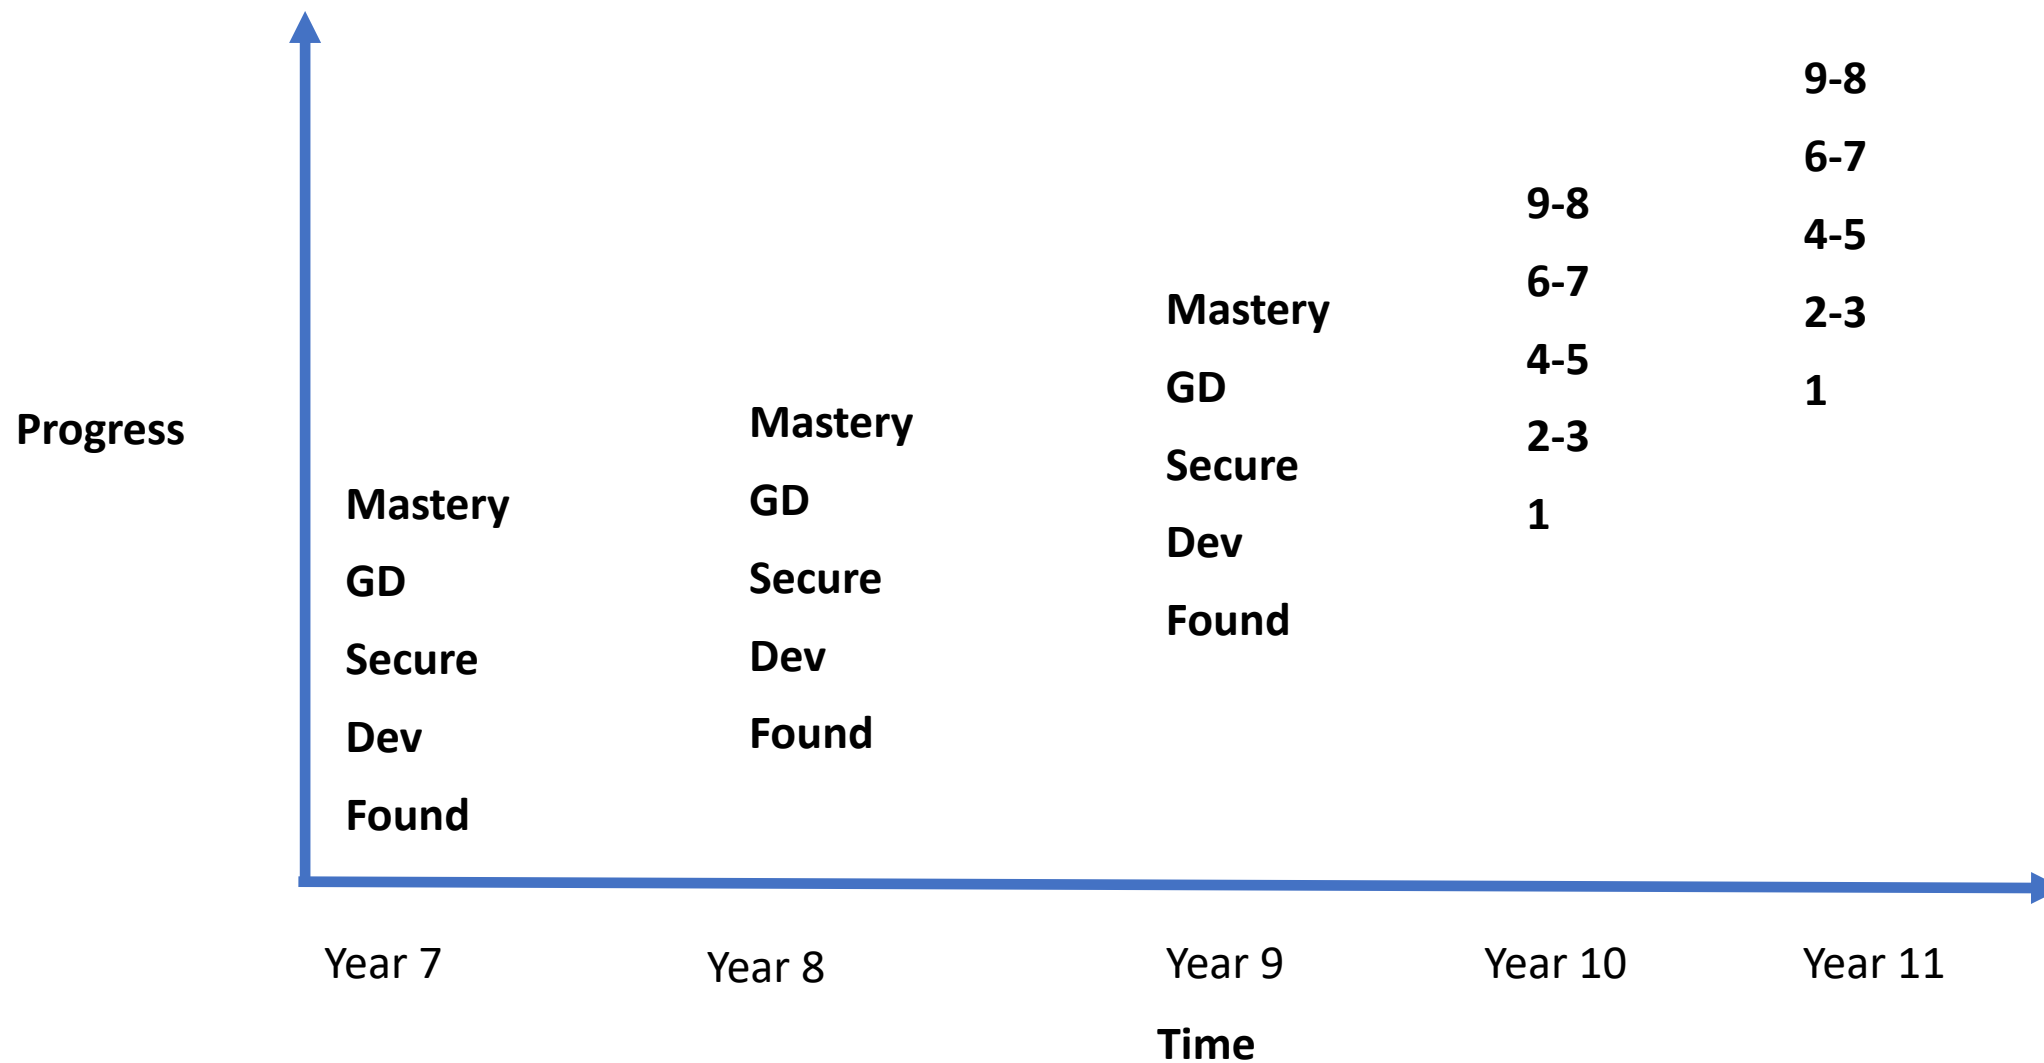 Progress
Mastery
GD
Secure
Dev
Found
Mastery
GD
Secure
Dev
Found
Mastery
GD
Secure
Dev
Found
9-8
6-7
4-5
2-3
1
9-8
6-7
4-5
2-3
1
Year 7
Year 8
Year 9
Year 10
Year 11
Time